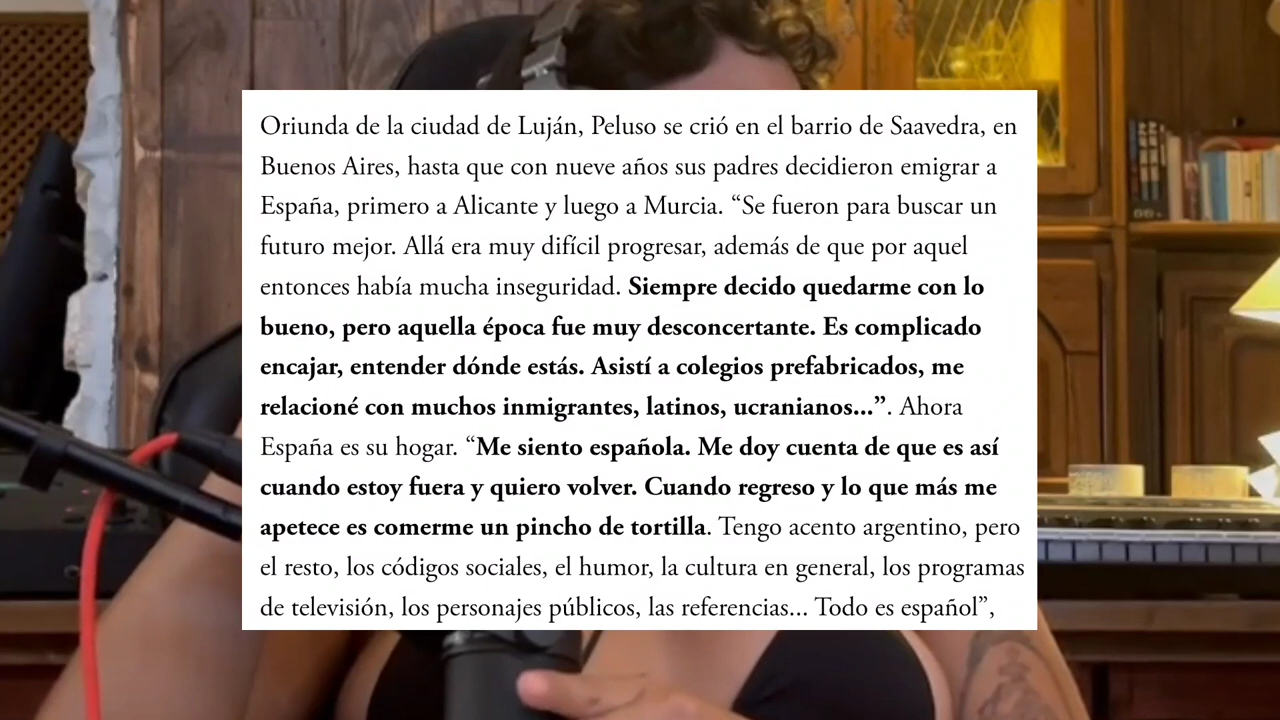 Oriunda de la ciudad de Luján, Peluso se crió en el barrio de Saavedra, en
Buenos Aires, hasta que con nueve años sus padres decidieron emigrar a
España, primero a Alicante y luego a Murcia. “Se fueron para buscar un
futuro mejor. Allá era muy difícil progresar, además de que por aquel
entonces había mucha inseguridad. Siempre decido quedarme con lo
bueno, pero aquella época fue muy desconcertante. Es complicado
encajar, entender dónde estás. Asistí a colegios prefabricados, me
relacioné con muchos inmigrantes, latinos, ucranianos...”. Ahora
España es su hogar. “Me siento española. Me doy cuenta de que es así
cuando estoy fuera y quiero volver. Cuando regreso y lo que más me
apetece es comerme un pincho de tortilla. Tengo acento argentino, pero
el resto, los códigos sociales, el humor, la cultura en general, los programas
de televisión, los personajes públicos, las referencias... Todo es español”,